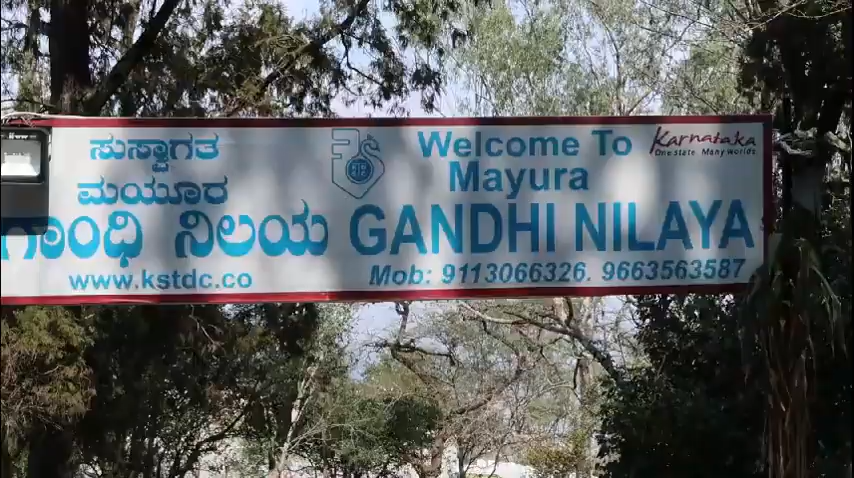 ಸುಸ್ವಾಗತ
ಮಯೂರ
ಗಾಂಧಿ ನಿಲಯ
www.kstdc.co
Welcome To
Mayura
GANDHI NILAYA
Mob: 9113066326. 9663563587
Karnataka
One state. Many Worlds